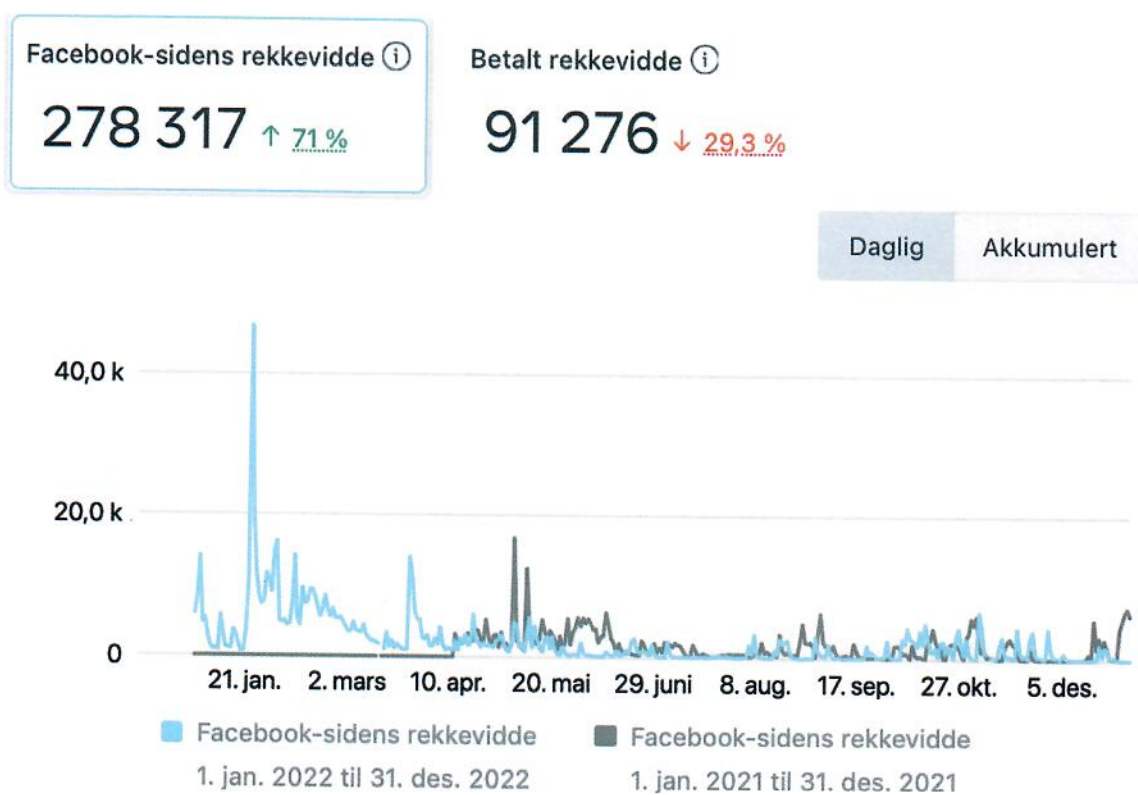 Facebook-sidens rekkevidde
278 317 ↑ 71 %
Betalt rekkevidde
91 276 ↓ 29,3 %
Daglig Akkumulert
40,0 k
20,0 k
0
21. jan. 2. mars 10. apr. 20. mai 29. juni 8. aug. 17. sep. 27. okt. 5. des.
Facebook-sidens rekkevidde
1. jan. 2022 til 31. des. 2022
Facebook-sidens rekkevidde
1. jan. 2021 til 31. des. 2021